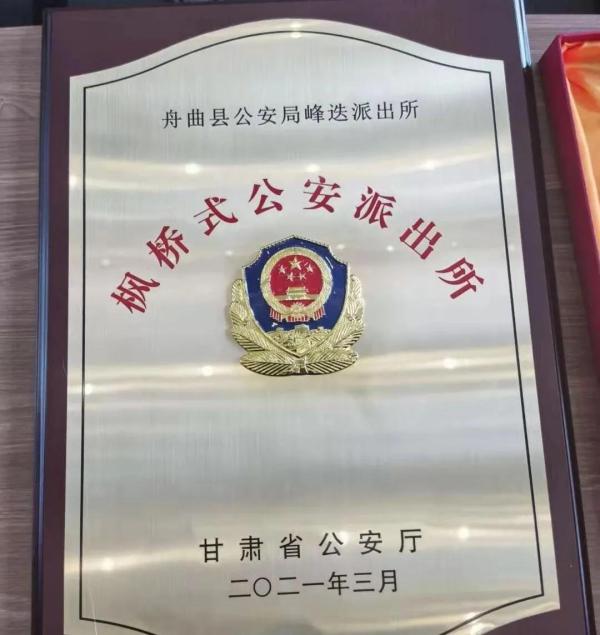 舟曲县公安局峰迭派出所
枫桥式公安派出所
甘肃省公安厅
二〇二一年三月